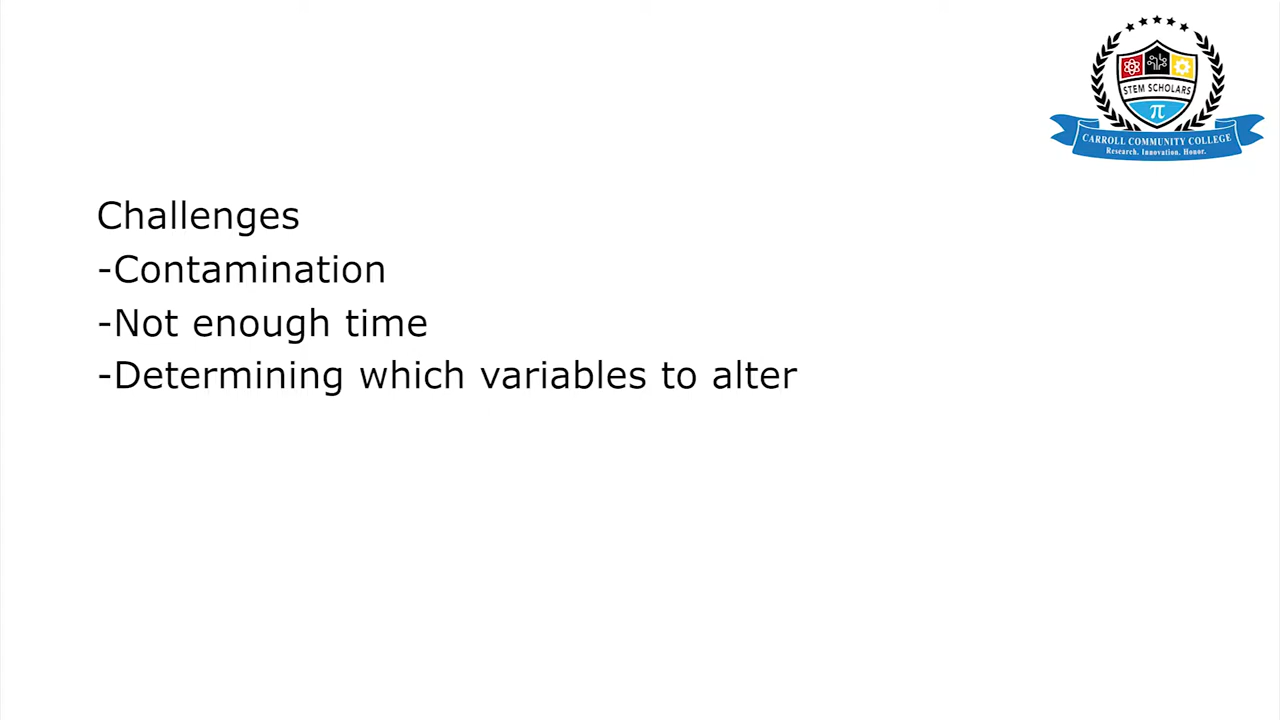 STEM SCHOLARS
π
CARROLL COMMUNITY COLLEGE
Research. Innovation. Honor.
Challenges
-Contamination
-Not enough time
-Determining which variables to alter